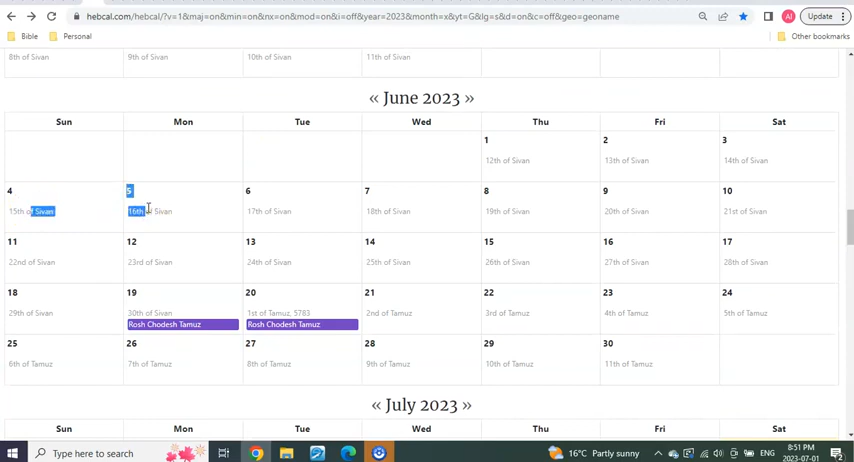 hebcal.com/hebcal/?v=1&maj=on&min=on&nx=on&mod=on&i=off&year=2023&month=x&yt=G&lg=s&d=on&c=off&geo=geoname
AI
Update
Bible
Personal
Other bookmarks
8th of Sivan 9th of Sivan 10th of Sivan 11th of Sivan
« June 2023 »
Sun Mon Tue Wed Thu Fri Sat
1 2 3
12th of Sivan 13th of Sivan 14th of Sivan
4 5 6 7 8 9 10
15th of Sivan 16th of Sivan 17th of Sivan 18th of Sivan 19th of Sivan 20th of Sivan 21st of Sivan
11 12 13 14 15 16 17
22nd of Sivan 23rd of Sivan 24th of Sivan 25th of Sivan 26th of Sivan 27th of Sivan 28th of Sivan
18 19 20 21 22 23 24
29th of Sivan 30th of Sivan 1st of Tamuz, 5783 2nd of Tamuz 3rd of Tamuz 4th of Tamuz 5th of Tamuz
Rosh Chodesh Tamuz Rosh Chodesh Tamuz
25 26 27 28 29 30
6th of Tamuz 7th of Tamuz 8th of Tamuz 9th of Tamuz 10th of Tamuz 11th of Tamuz
« July 2023 »
Sun Mon Tue Wed Thu Fri Sat
Type here to search
16°C Partly sunny
ENG
8:51 PM
2023-07-01
2